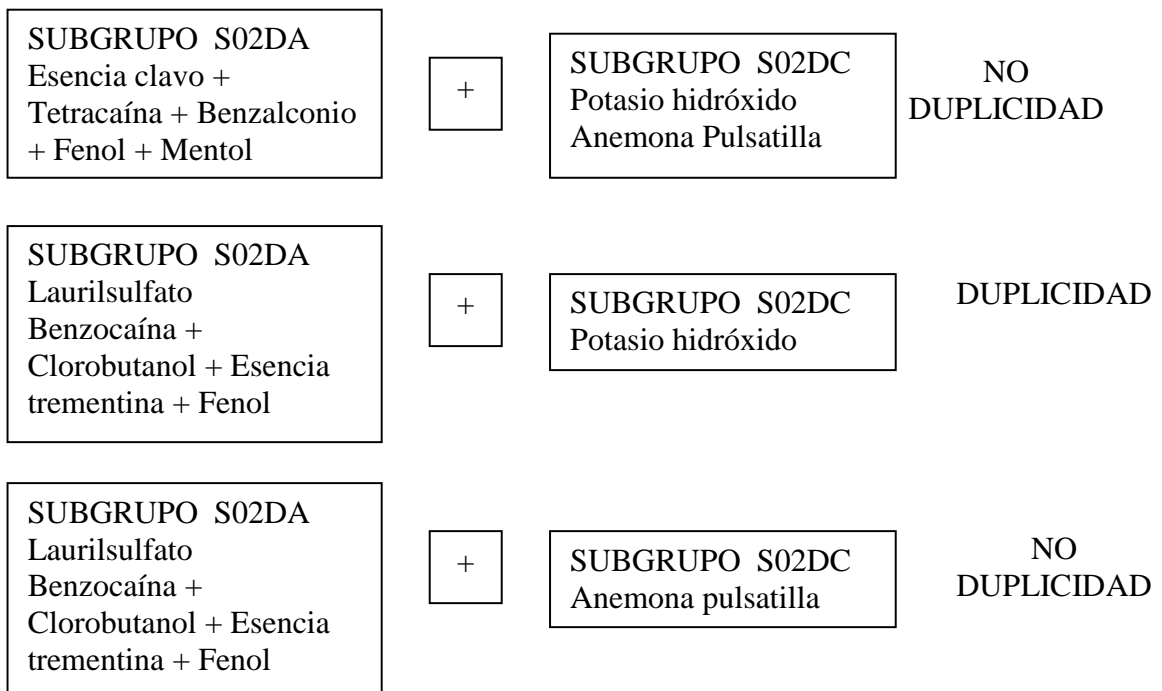 SUBGRUPO S02DA
Esencia clavo +
Tetracaína + Benzalconio
+ Fenol + Mentol
+
SUBGRUPO S02DC
Potasio hidróxido
Anemona Pulsatilla
NO
DUPLICIDAD
SUBGRUPO S02DA
Laurilsulfato
Benzocaína +
Clorobutanol + Esencia
trementina + Fenol
+
SUBGRUPO S02DC
Potasio hidróxido
DUPLICIDAD
SUBGRUPO S02DA
Laurilsulfato
Benzocaína +
Clorobutanol + Esencia
trementina + Fenol
+
SUBGRUPO S02DC
Anemona pulsatilla
NO
DUPLICIDAD